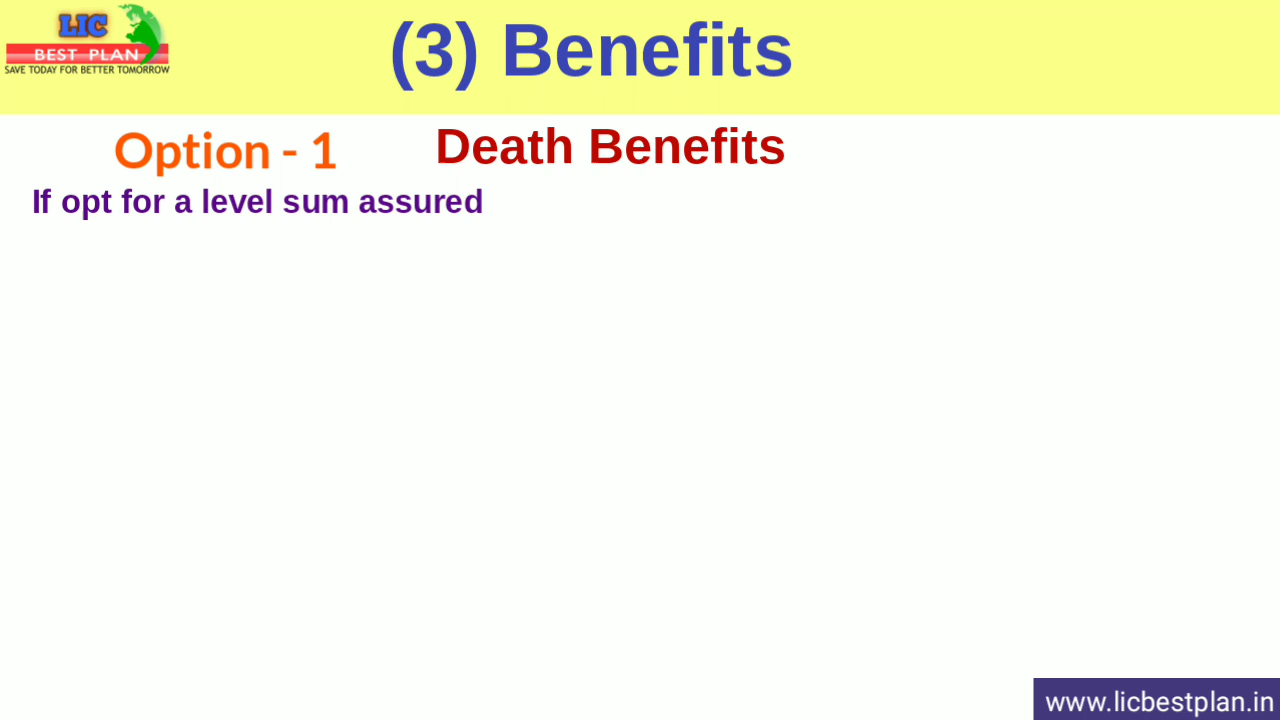 LIC
BEST PLAN
SAVE TODAY FOR BETTER TOMORROW
(3) Benefits
Option - 1
Death Benefits
If opt for a level sum assured
www.licbestplan.in